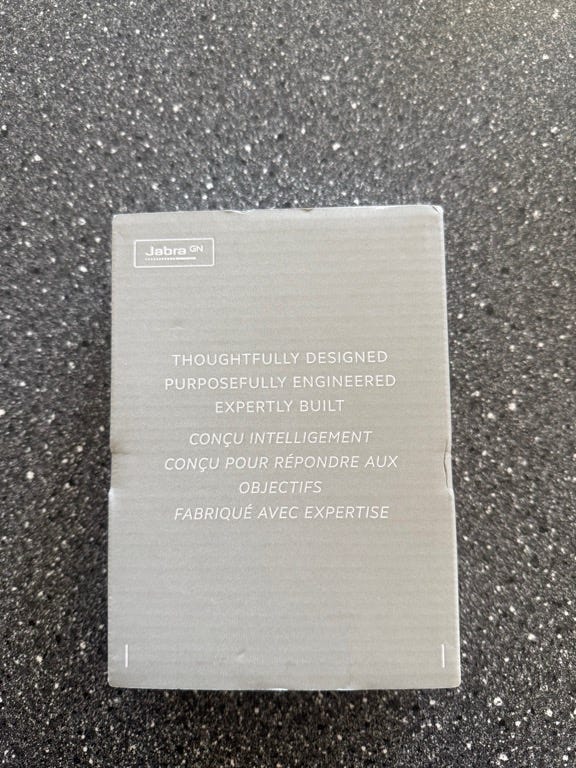 Jabra GN
THOUGHTFULLY DESIGNED
PURPOSEFULLY ENGINEERED
EXPERTLY BUILT
CONÇU INTELLIGEMENT
CONÇU POUR RÉPONDRE AUX
OBJECTIFS
FABRIQUÉ AVEC EXPERTISE